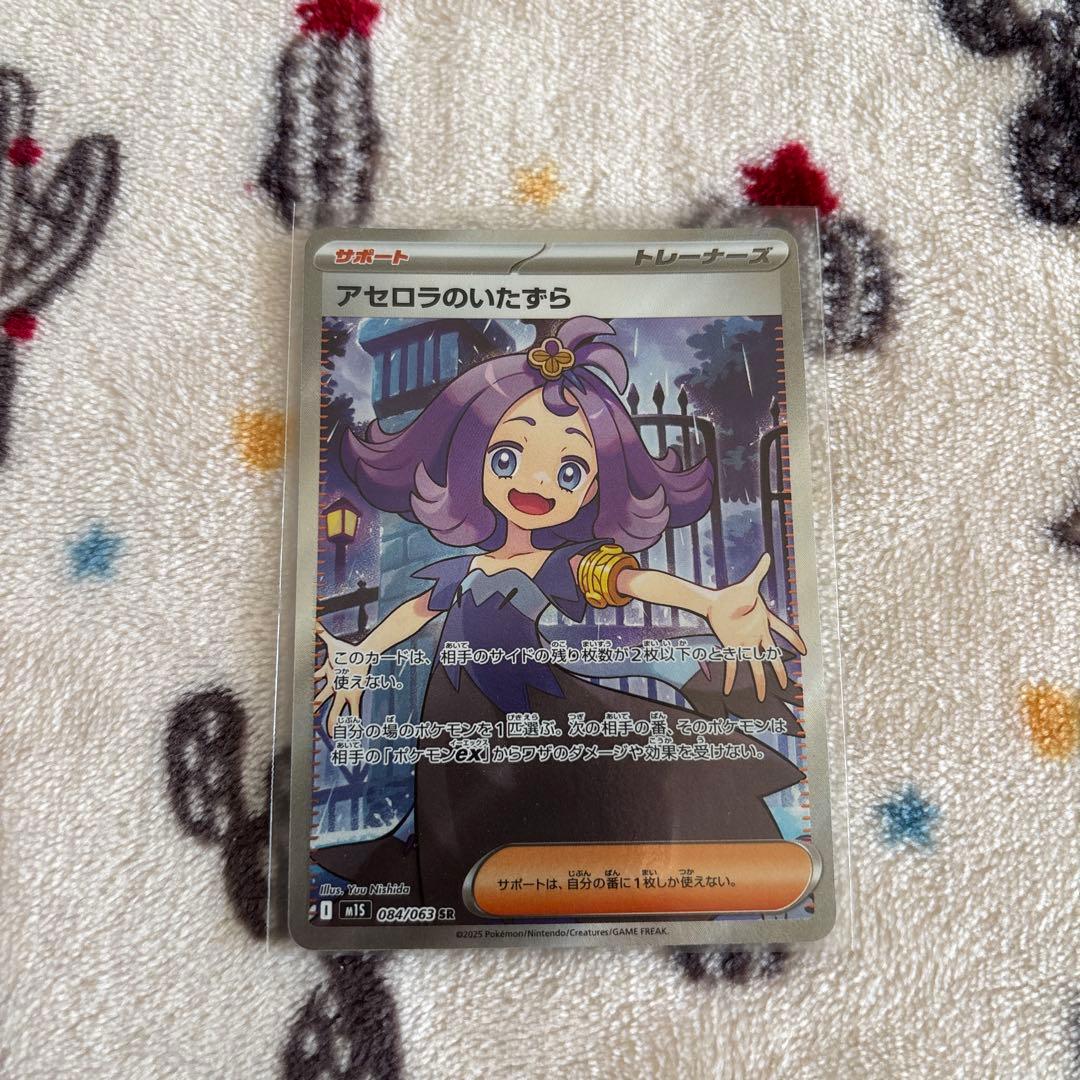 サポート
トレーナーズ
アセロラのいたずら
このカードは、相手のサイドの残り枚数が2枚以下のときにしか
使えない。
自分の場のポケモンを1匹選ぶ。次の相手の番、そのポケモンは
相手の「ポケモンex」からワザのダメージや効果を受けない。
サポートは、自分の番に1枚しか使えない。
Illus. Yuu Nishida
I M1S 084/063 SR
©2025 Pokémon/Nintendo/Creatures/GAME FREAK.